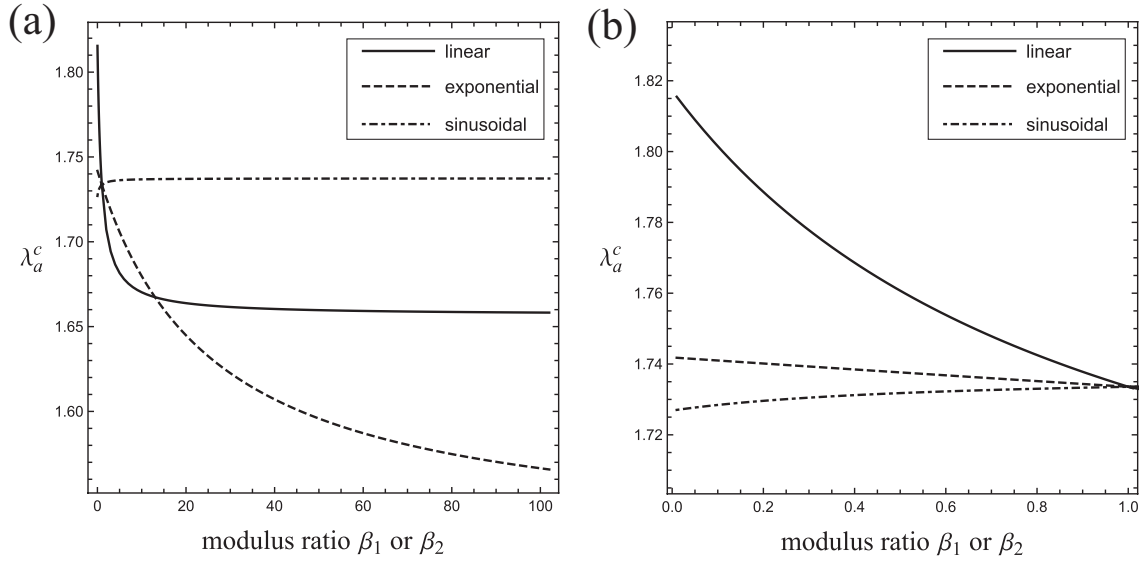 (a)
linear
exponential
sinusoidal
1.80
1.75
1.70
1.65
1.60
λₐᶜ
0 20 40 60 80 100
modulus ratio β₁ or β₂
(b)
linear
exponential
sinusoidal
1.82
1.80
1.78
1.76
1.74
1.72
λₐᶜ
0.0 0.2 0.4 0.6 0.8 1.0
modulus ratio β₁ or β₂